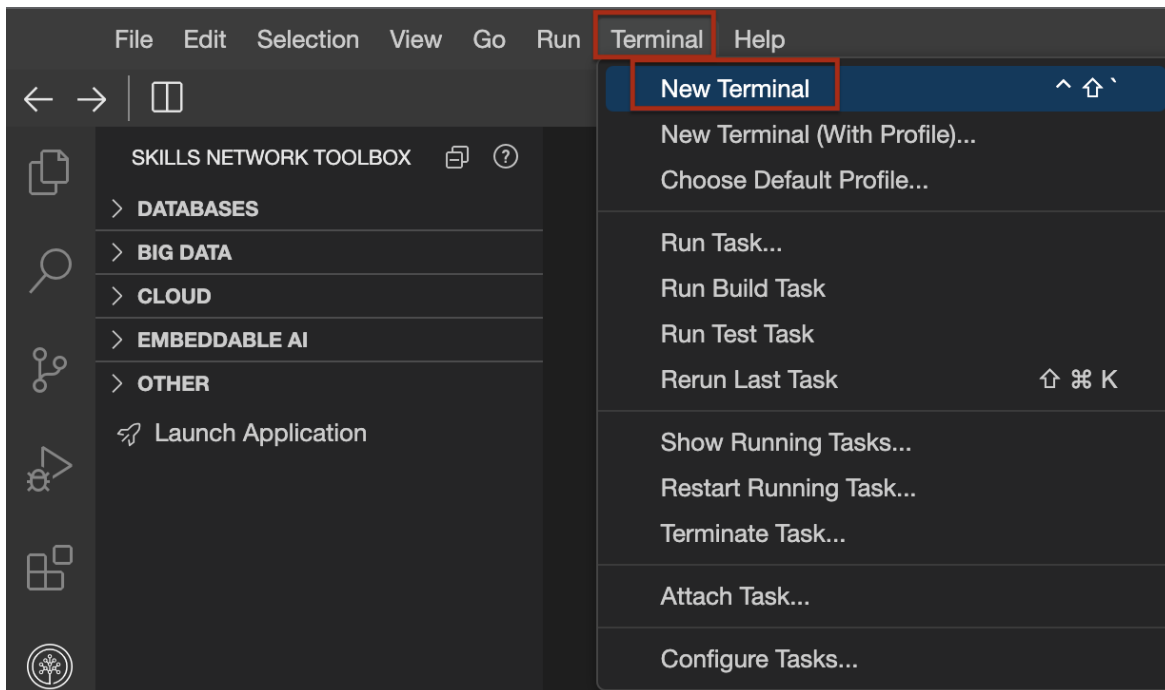 File Edit Selection View Go Run Terminal Help
SKILLS NETWORK TOOLBOX
DATABASES
BIG DATA
CLOUD
EMBEDDABLE AI
OTHER
Launch Application
New Terminal ^ ⇧ `
New Terminal (With Profile)...
Choose Default Profile...
Run Task...
Run Build Task
Run Test Task
Rerun Last Task ⇧ ⌘ K
Show Running Tasks...
Restart Running Task...
Terminate Task...
Attach Task...
Configure Tasks...